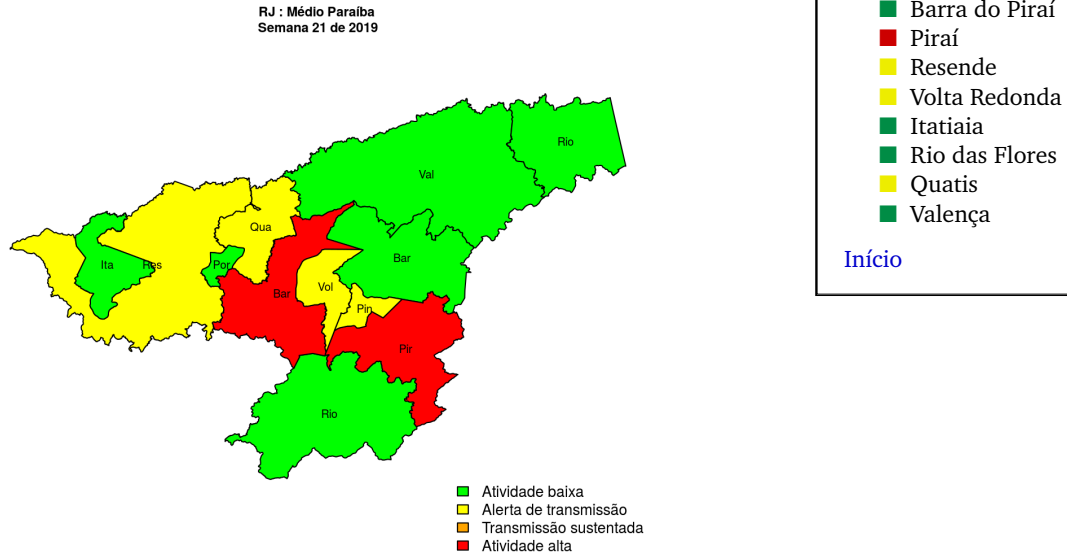 RJ : Médio Paraíba
Semana 21 de 2019
Rio
Val
Qua
Bar
Ita
Res
Por
Vol
Bar
Pin
Pir
Rio
Atividade baixa
Alerta de transmissão
Transmissão sustentada
Atividade alta
Barra do Piraí
Piraí
Resende
Volta Redonda
Itatiaia
Rio das Flores
Quatis
Valença
Início